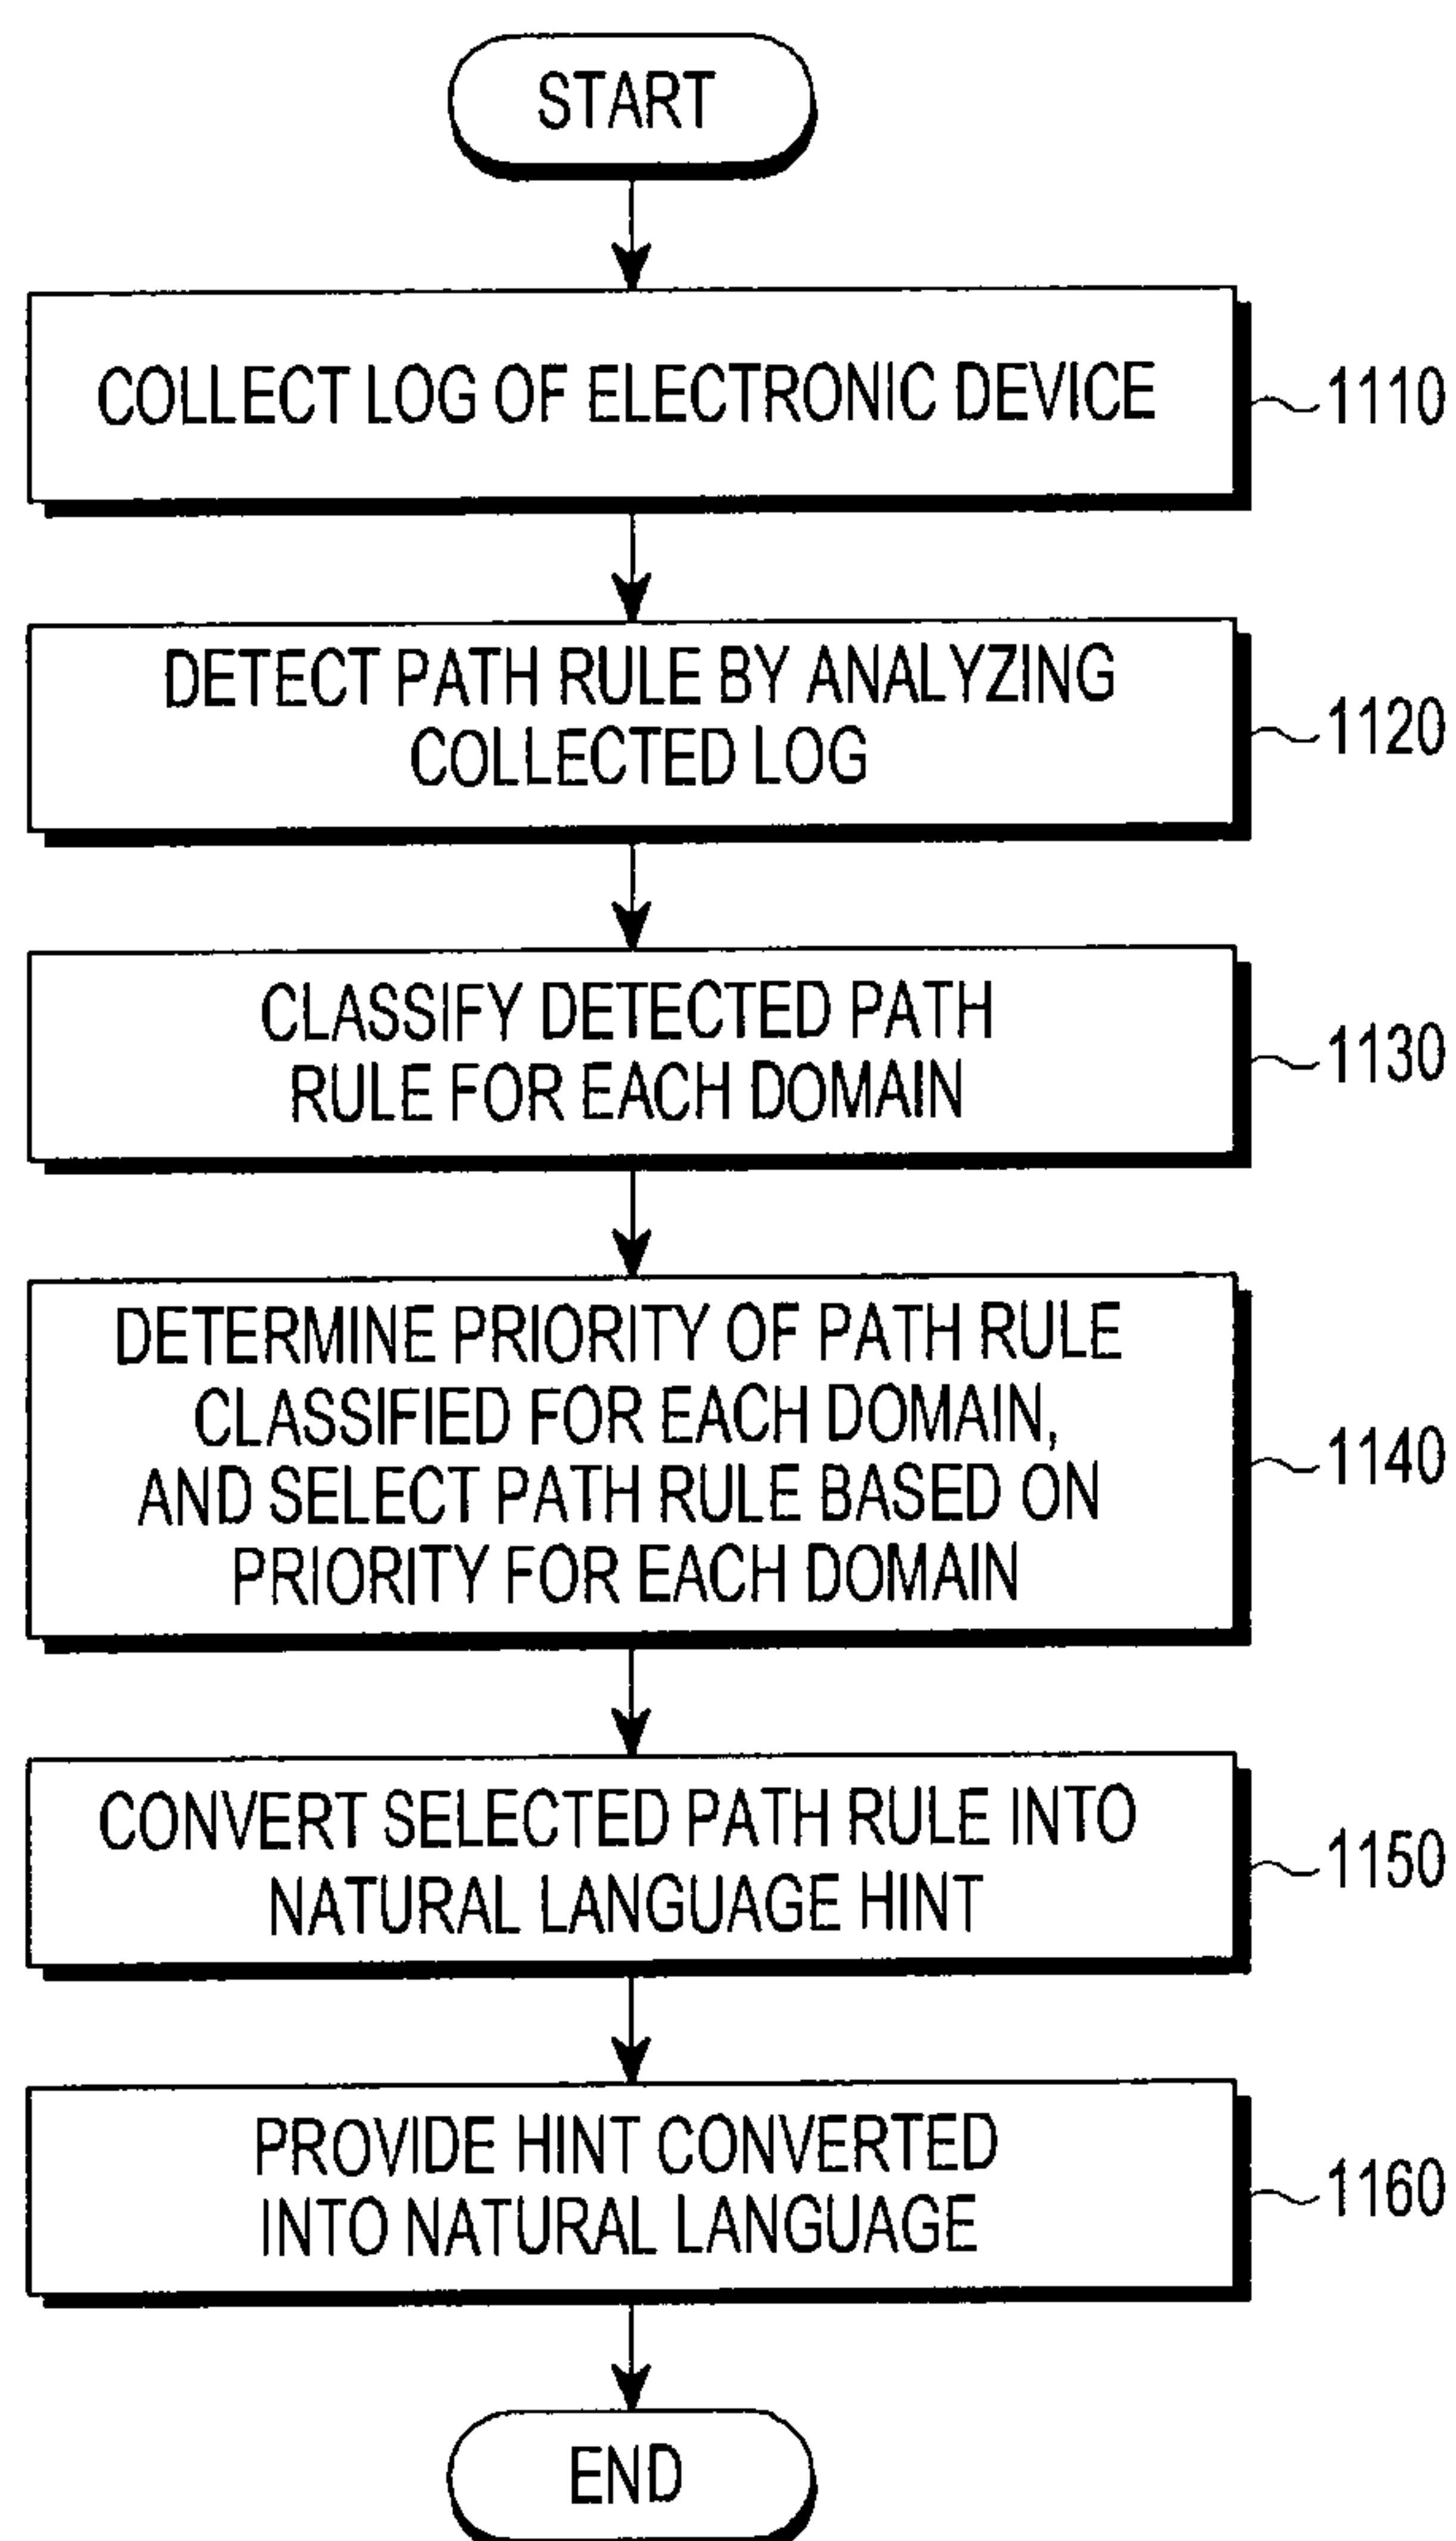 START
COLLECT LOG OF ELECTRONIC DEVICE
1110
DETECT PATH RULE BY ANALYZING
COLLECTED LOG
1120
CLASSIFY DETECTED PATH
RULE FOR EACH DOMAIN
1130
DETERMINE PRIORITY OF PATH RULE
CLASSIFIED FOR EACH DOMAIN,
AND SELECT PATH RULE BASED ON
PRIORITY FOR EACH DOMAIN
1140
CONVERT SELECTED PATH RULE INTO
NATURAL LANGUAGE HINT
1150
PROVIDE HINT CONVERTED
INTO NATURAL LANGUAGE
1160
END